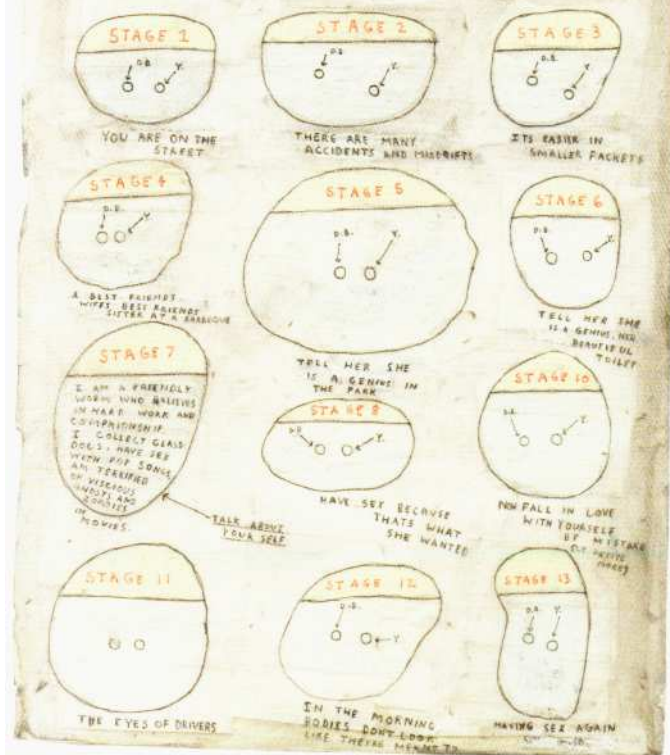 STAGE 1
D.B. Y.
YOU ARE ON THE
STREET
STAGE 2
D.B. Y.
THERE ARE MANY
ACCIDENTS AND MISDRIFTS
STAGE 3
D.B. Y.
ITS EASIER IN
SMALLER PACKETS
STAGE 4
D.B. Y.
A BEST FRIENDS
WIFES BEST FRIENDS
SISTER AT A BARBEQUE
STAGE 5
D.B. Y.
TELL HER SHE
IS A GENIUS IN
THE PARK
STAGE 6
D.B. Y.
TELL HER SHE
IS A GENIUS, HER
BEAUTIFUL
TOILET
STAGE 7
I AM A FRIENDLY
WORM WHO BELIEVES
IN HARD WORK AND
COMPANIONSHIP.
I COLLECT GLASS
DOGS, HAVE SEX
WITH POP SONGS,
AM TERRIFIED
OF VISCIOUS
GHOSTS AND
ZOMBIES
IN
MOVIES.
TALK ABOUT
YOUR SELF
STAGE 8
D.B. Y.
HAVE SEX BECAUSE
THATS WHAT
SHE WANTED
STAGE 10
D.B. Y.
NOW FALL IN LOVE
WITH YOURSELF
BY MISTAKE
STAGE 11
THE EYES OF DRIVERS
STAGE 12
D.B.
Y.
IN THE MORNING
BODIES DONT LOOK
LIKE THEYRE MEANT TO
STAGE 13
D.B. Y.
HAVING SEX AGAIN